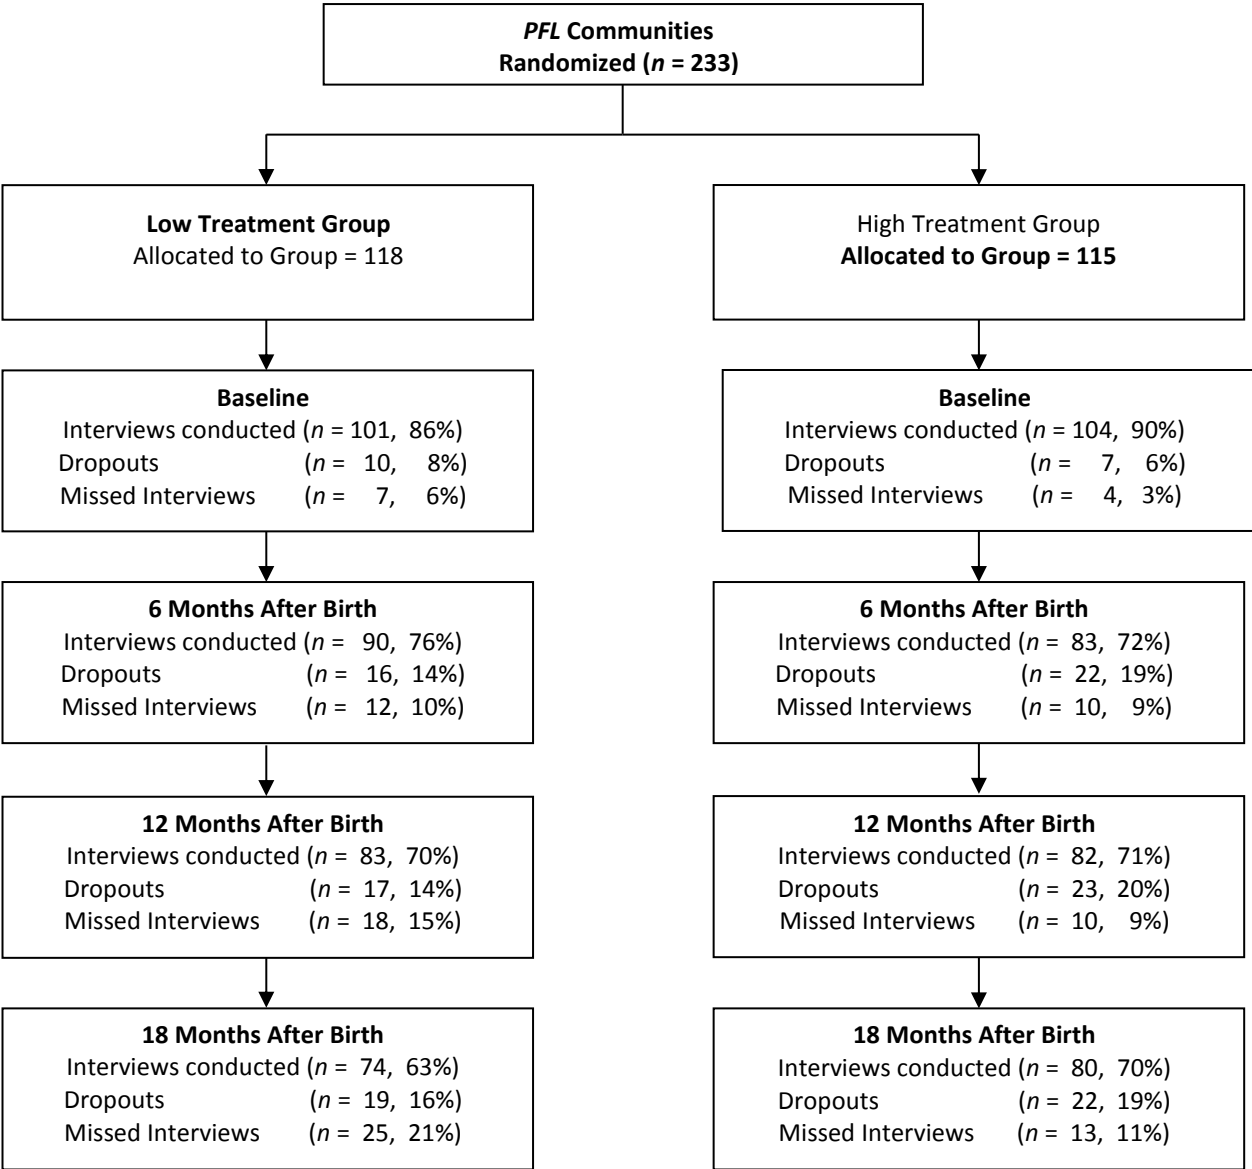 PFL Communities
Randomized (n = 233)
Low Treatment Group
Allocated to Group = 118
High Treatment Group
Allocated to Group = 115
Baseline
Interviews conducted (n = 101, 86%)
Dropouts (n = 10, 8%)
Missed Interviews (n = 7, 6%)
Baseline
Interviews conducted (n = 104, 90%)
Dropouts (n = 7, 6%)
Missed Interviews (n = 4, 3%)
6 Months After Birth
Interviews conducted (n = 90, 76%)
Dropouts (n = 16, 14%)
Missed Interviews (n = 12, 10%)
6 Months After Birth
Interviews conducted (n = 83, 72%)
Dropouts (n = 22, 19%)
Missed Interviews (n = 10, 9%)
12 Months After Birth
Interviews conducted (n = 83, 70%)
Dropouts (n = 17, 14%)
Missed Interviews (n = 18, 15%)
12 Months After Birth
Interviews conducted (n = 82, 71%)
Dropouts (n = 23, 20%)
Missed Interviews (n = 10, 9%)
18 Months After Birth
Interviews conducted (n = 74, 63%)
Dropouts (n = 19, 16%)
Missed Interviews (n = 25, 21%)
18 Months After Birth
Interviews conducted (n = 80, 70%)
Dropouts (n = 22, 19%)
Missed Interviews (n = 13, 11%)